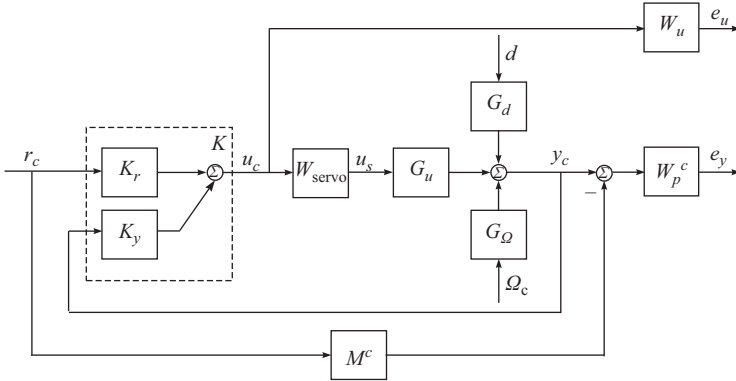 W_u
e_u
d
G_d
r_c
K
K_r
Σ
u_c
W_servo
u_s
G_u
Σ
y_c
Σ
−
W_p^c
e_y
K_y
G_Ω
Ω_c
M^c